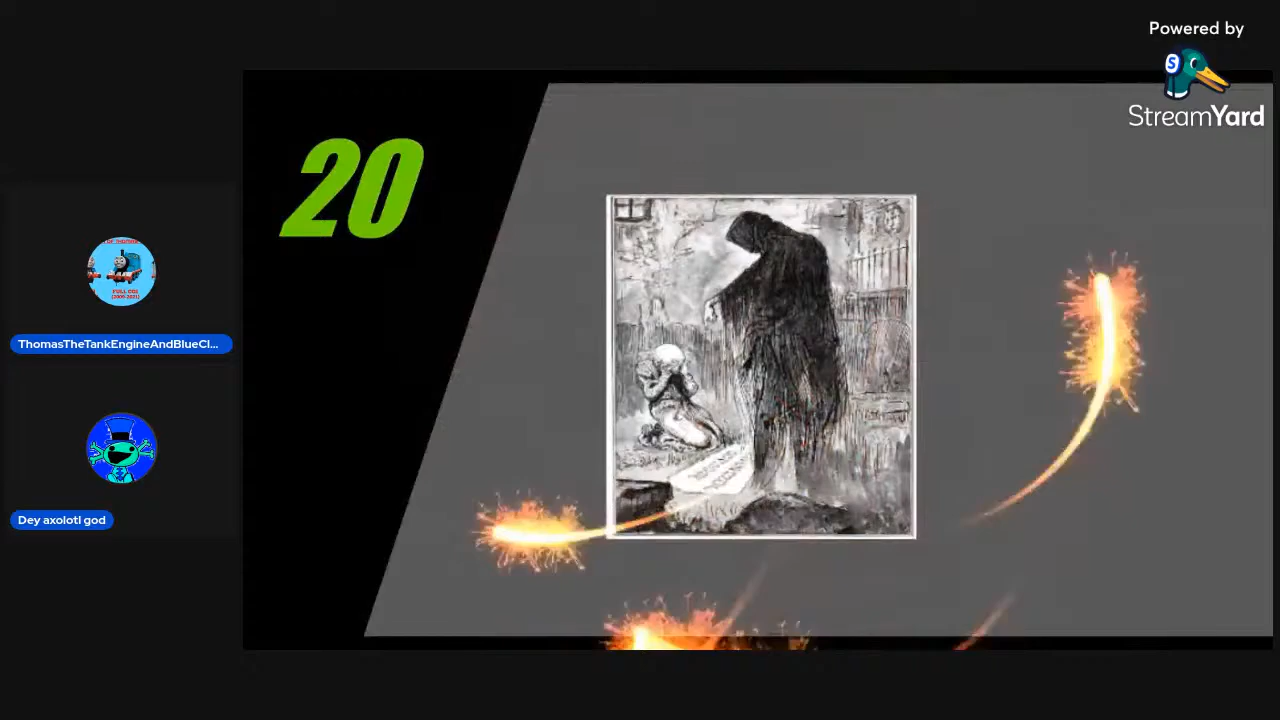 Powered by
StreamYard
20
ThomasTheTankEngineAndBlueCl...
Dey axolotl god